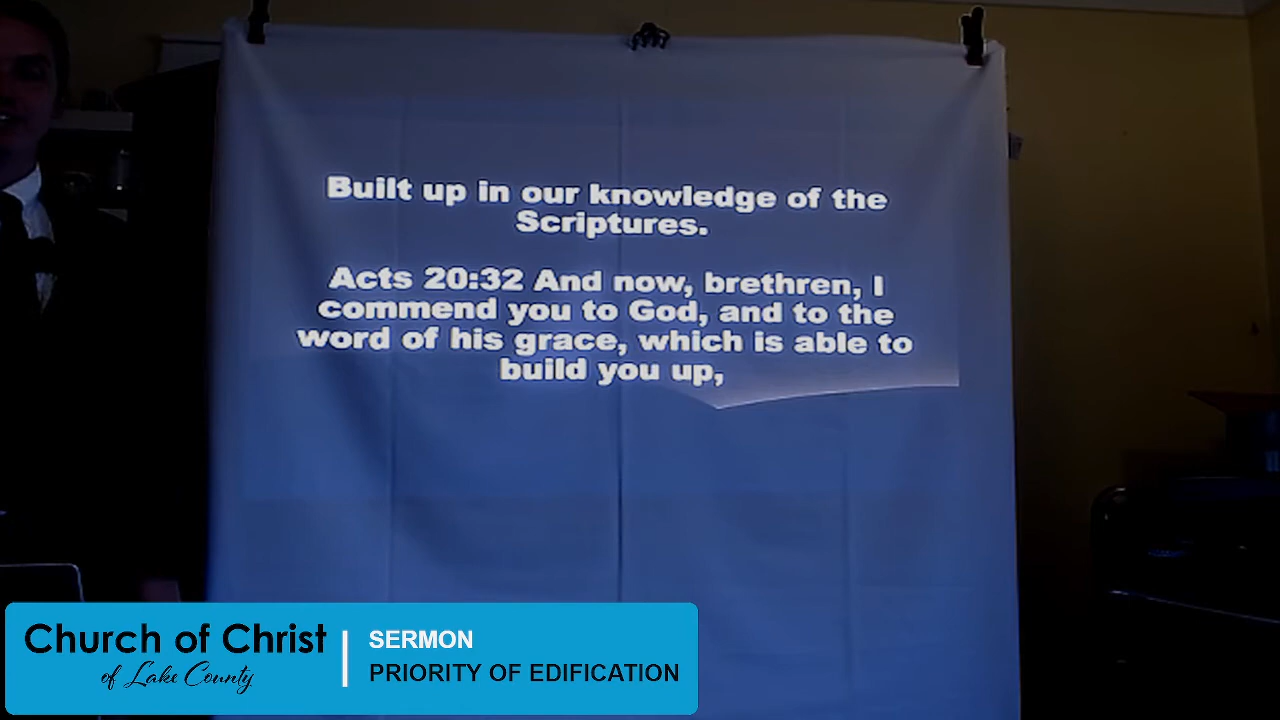 Built up in our knowledge of the
Scriptures.
Acts 20:32 And now, brethren, I
commend you to God, and to the
word of his grace, which is able to
build you up,
Church of Christ
of Lake County
SERMON
PRIORITY OF EDIFICATION